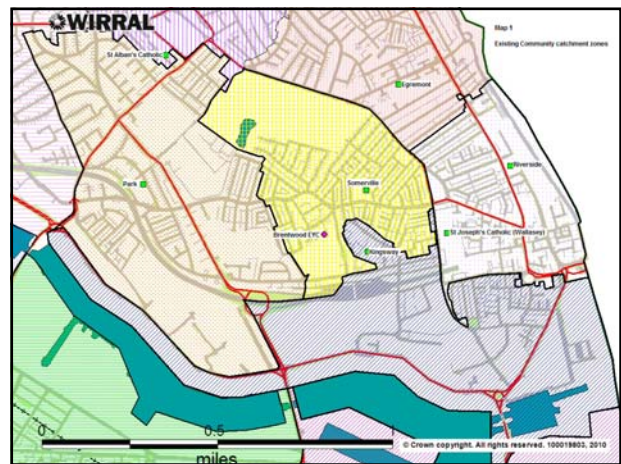 WIRRAL
Map 1
Existing Community catchment zones
St Alban's Catholic
Egremont
Riverside
Park
Somerville
Brentwood EYC
St Joseph's Catholic (Wallasey)
Kingsway
0
0.5
1
miles
© Crown copyright. All rights reserved. 100019803, 2010